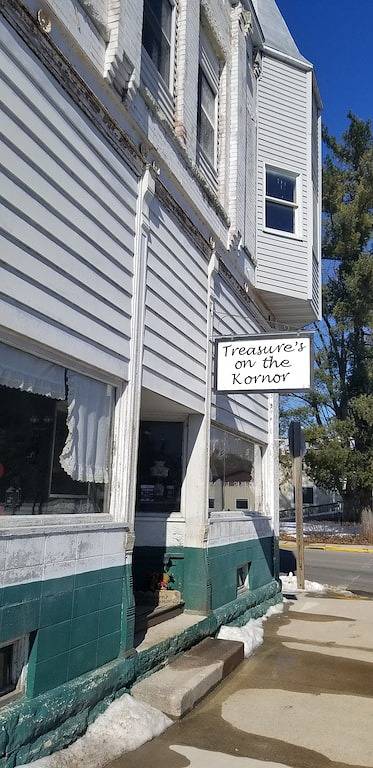 Treasure's
on the
Kornor